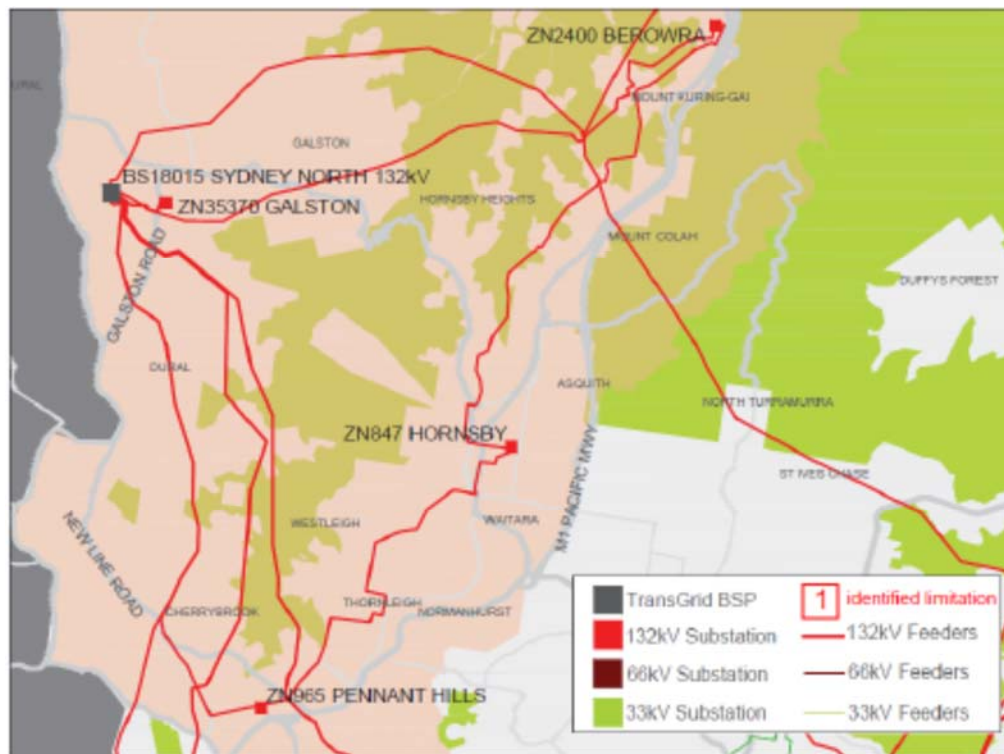 ZN2400 BEROWRA
MOUNT KURING-GAI
GALSTON
BS18015 SYDNEY NORTH 132kV
ZN35370 GALSTON
HORNSBY HEIGHTS
MOUNT COLAH
GALSTON ROAD
DUFFYS FOREST
DURAL
ASQUITH
NORTH TURRAMURRA
ZN847 HORNSBY
M1 PACIFIC MWY
ST IVES CHASE
WESTLEIGH
WAITARA
NEW LINE ROAD
CHERRYBROOK
THORNLEIGH
NORMANHURST
ZN965 PENNANT HILLS
TransGrid BSP
1 identified limitation
132kV Substation
132kV Feeders
66kV Substation
66kV Feeders
33kV Substation
33kV Feeders